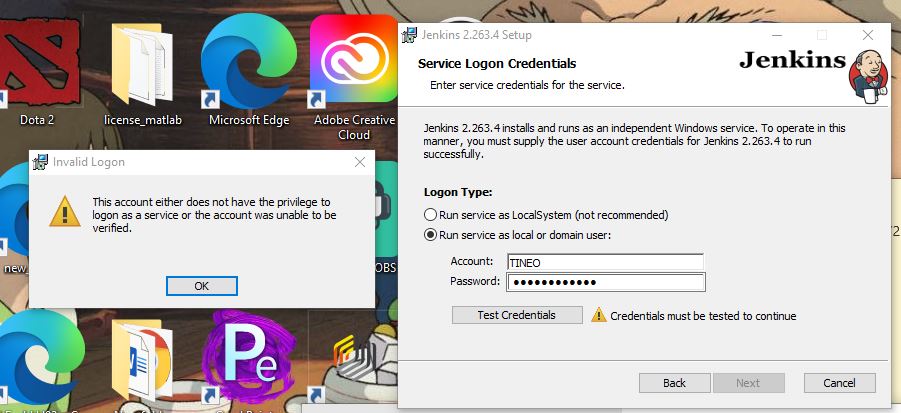 Dota 2
license_matlab
Microsoft Edge
Adobe Creative
Cloud
Invalid Logon
This account either does not have the privilege to
logon as a service or the account was unable to be
verified.
OK
new_
OBS
Pe
Jenkins 2.263.4 Setup
Service Logon Credentials
Enter service credentials for the service.
Jenkins
Jenkins 2.263.4 installs and runs as an independent Windows service. To operate in this
manner, you must supply the user account credentials for Jenkins 2.263.4 to run
successfully.
Logon Type:
Run service as LocalSystem (not recommended)
Run service as local or domain user:
Account: TINEO
Password: ●●●●●●●●●●●●
Test Credentials
Credentials must be tested to continue
Back
Next
Cancel